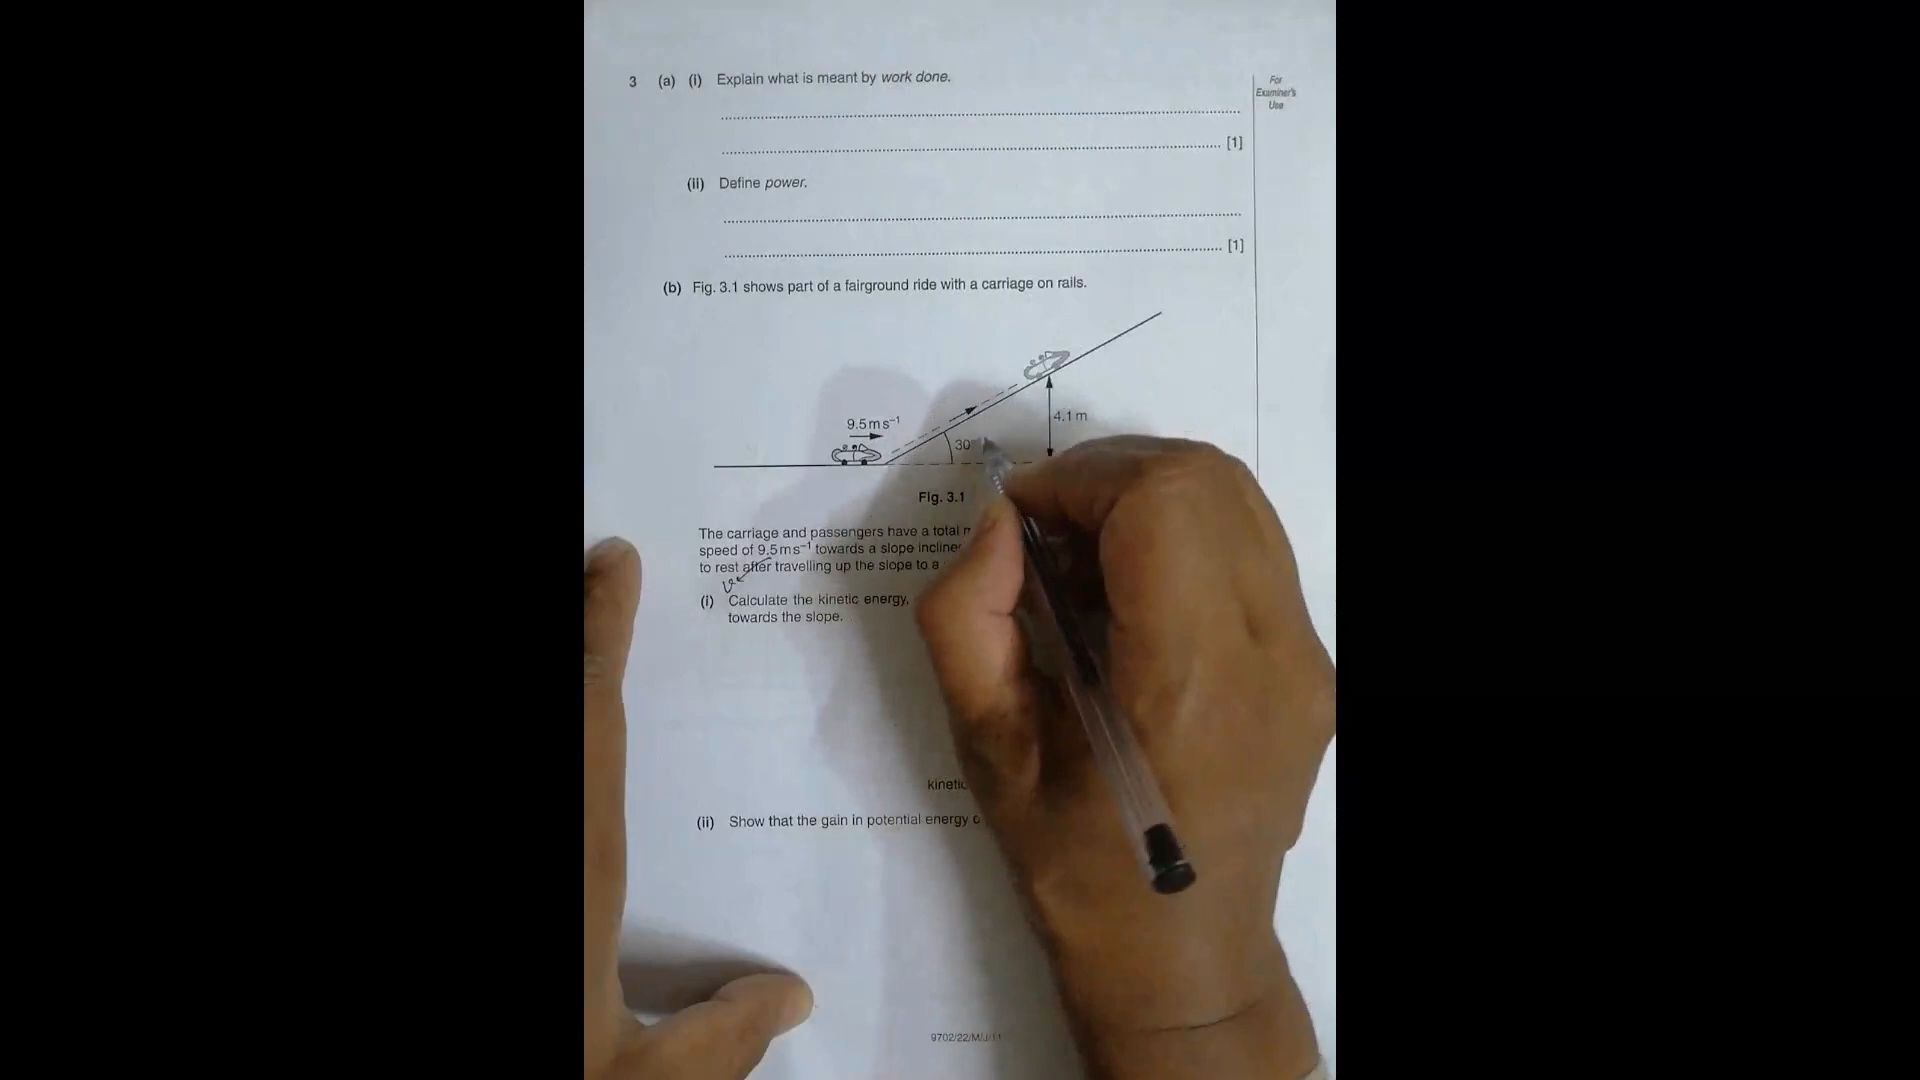 3 (a) (i) Explain what is meant by work done.
For
Examiner's
Use
[1]
(ii) Define power.
[1]
(b) Fig. 3.1 shows part of a fairground ride with a carriage on rails.
9.5 m s⁻¹
30°
4.1 m
Fig. 3.1
The carriage and passengers have a total
speed of 9.5 m s⁻¹ towards a slope
to rest after travelling up the slope to a
(i) Calculate the kinetic energy,
towards the slope.
kinetic
(ii) Show that the gain in potential energy
9702/22/M/J/11